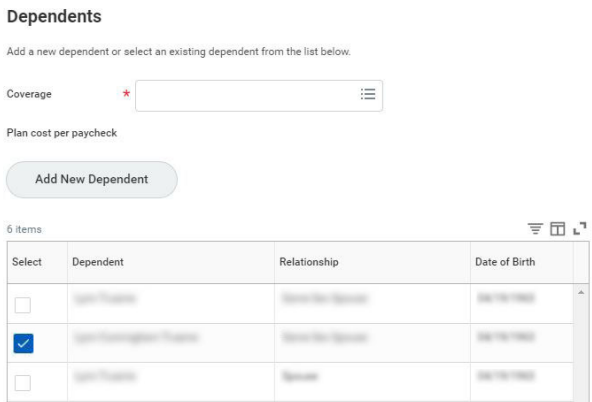 Dependents
Add a new dependent or select an existing dependent from the list below.
Coverage *
Plan cost per paycheck
Add New Dependent
6 items
Select Dependent Relationship Date of Birth
Spouse